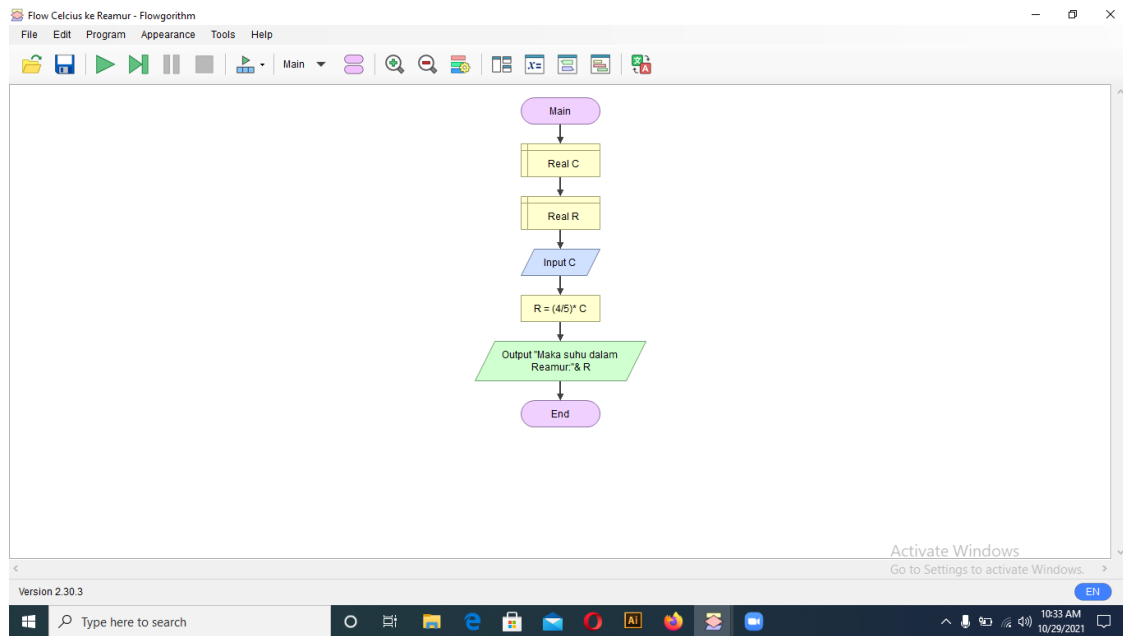 Flow Celcius ke Reamur - Flowgorithm
File Edit Program Appearance Tools Help
Main
x=
文
A
Main
Real C
Real R
Input C
R = (4/5)* C
Output "Maka suhu dalam
Reamur:"& R
End
Activate Windows
Go to Settings to activate Windows.
Version 2.30.3
EN
Type here to search
Ai
10:33 AM
10/29/2021